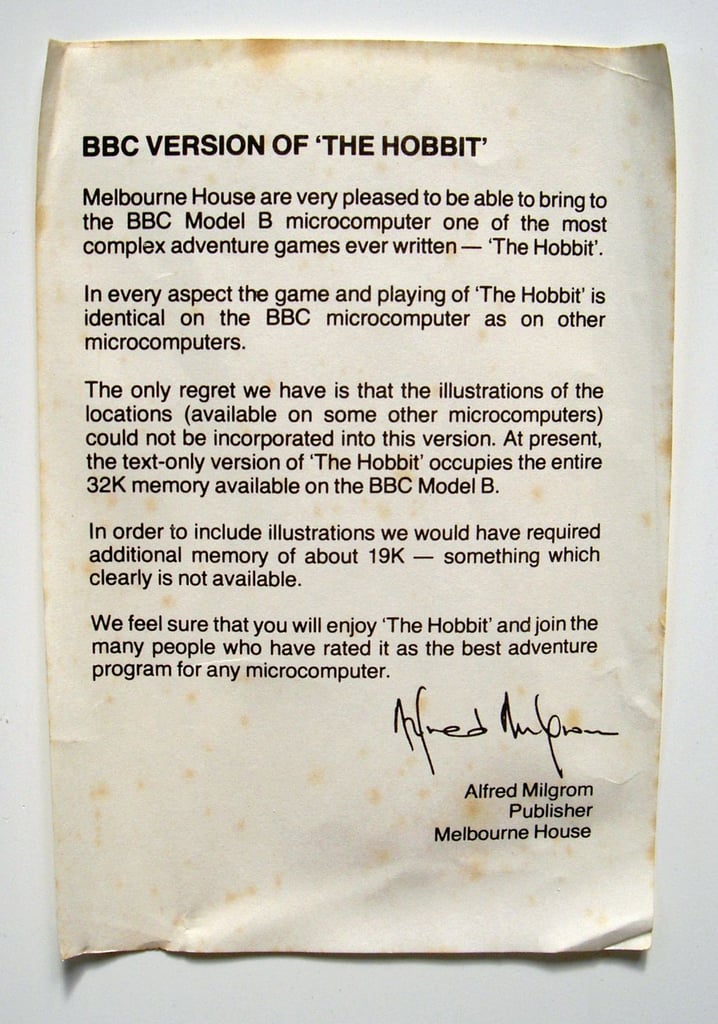 BBC VERSION OF ‘THE HOBBIT’
Melbourne House are very pleased to be able to bring to
the BBC Model B microcomputer one of the most
complex adventure games ever written — ‘The Hobbit’.
In every aspect the game and playing of ‘The Hobbit’ is
identical on the BBC microcomputer as on other
microcomputers.
The only regret we have is that the illustrations of the
locations (available on some other microcomputers)
could not be incorporated into this version. At present,
the text-only version of ‘The Hobbit’ occupies the entire
32K memory available on the BBC Model B.
In order to include illustrations we would have required
additional memory of about 19K — something which
clearly is not available.
We feel sure that you will enjoy ‘The Hobbit’ and join the
many people who have rated it as the best adventure
program for any microcomputer.
Alfred Milgrom
Alfred Milgrom
Publisher
Melbourne House